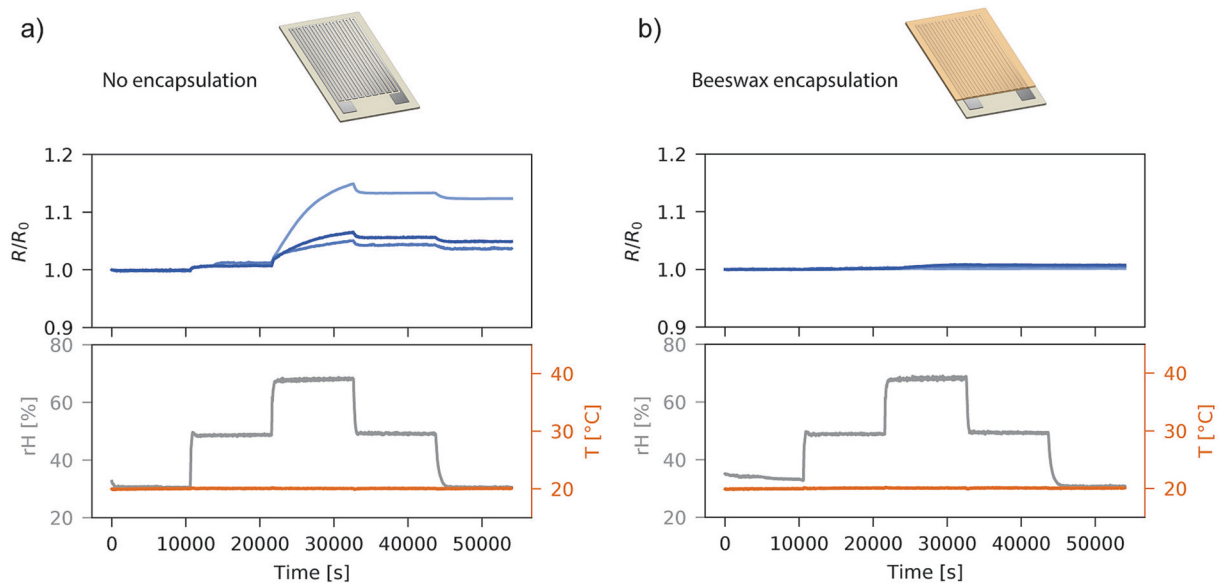 a)
No encapsulation
1.2
1.1
1.0
0.9
R/R0
80
60
40
20
rH [%]
40
30
20
T [°C]
0 10000 20000 30000 40000 50000
Time [s]
b)
Beeswax encapsulation
1.2
1.1
1.0
0.9
R/R0
80
60
40
20
rH [%]
40
30
20
T [°C]
0 10000 20000 30000 40000 50000
Time [s]